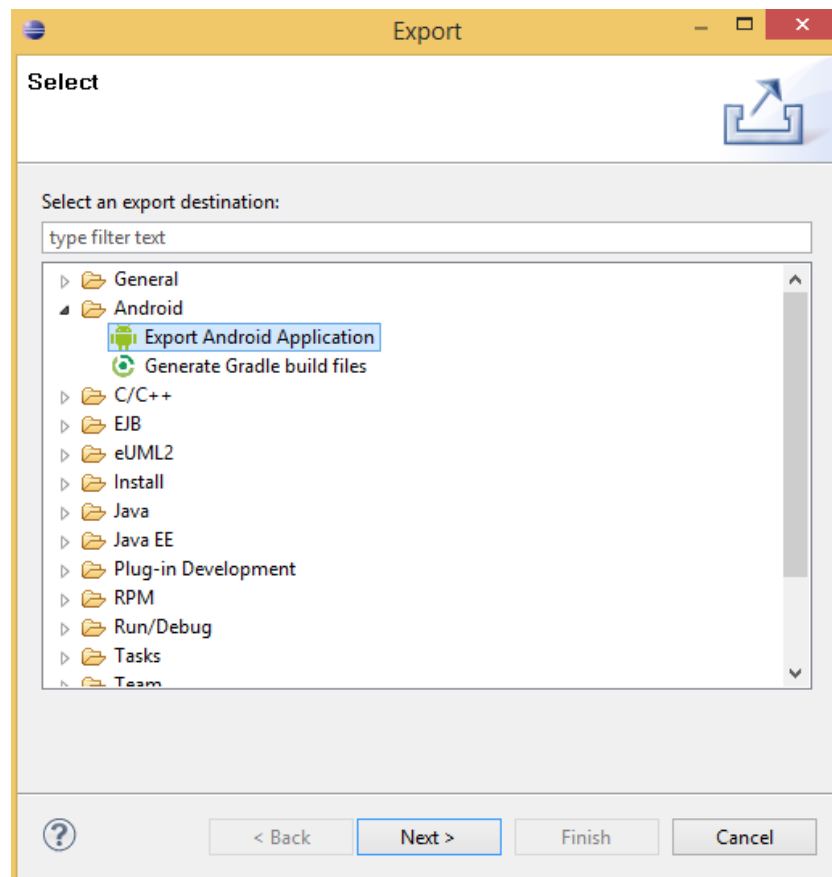 Export
Select
Select an export destination:
type filter text
General
Android
Export Android Application
Generate Gradle build files
C/C++
EJB
eUML2
Install
Java
Java EE
Plug-in Development
RPM
Run/Debug
Tasks
Team
? < Back Next > Finish Cancel